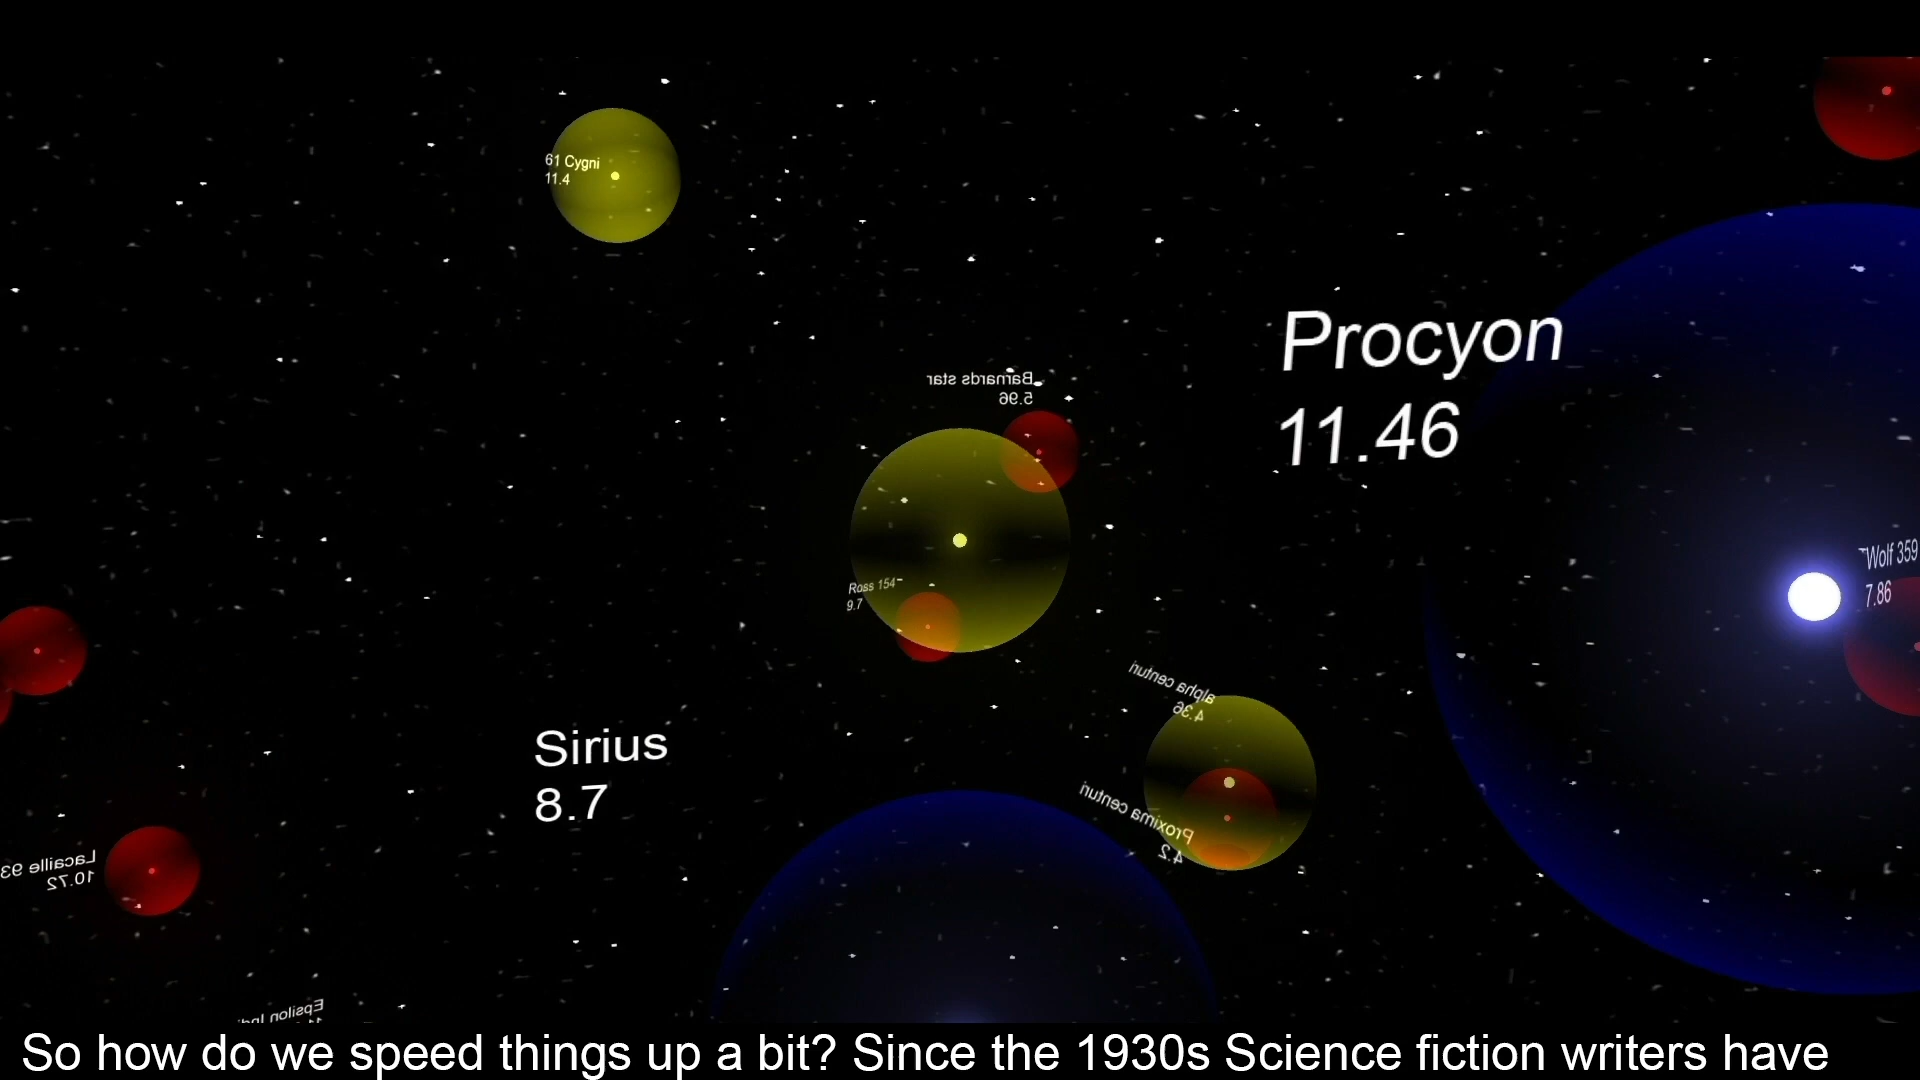 61 Cygni
11.4
Procyon
11.46
Barnards star
5.96
Wolf 359
7.86
Ross 154
9.7
alpha centuri
4.36
Sirius
8.7
Proxima centuri
4.2
Lacaille 93
10.72
Epsilon Indi
So how do we speed things up a bit? Since the 1930s Science fiction writers have